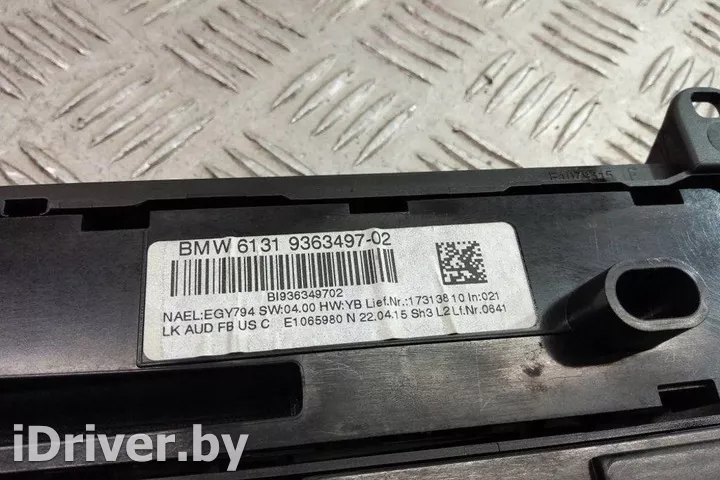 E1079315
BMW 6131 9363497-02
BI936349702
NAEL:EGY794 SW:04.00 HW:YB Lief.Nr.:17313810 In:021
LK AUD FB US C E1065980 N 22.04.15 Sh3 L2 Lf.Nr.0641
iDriver.by